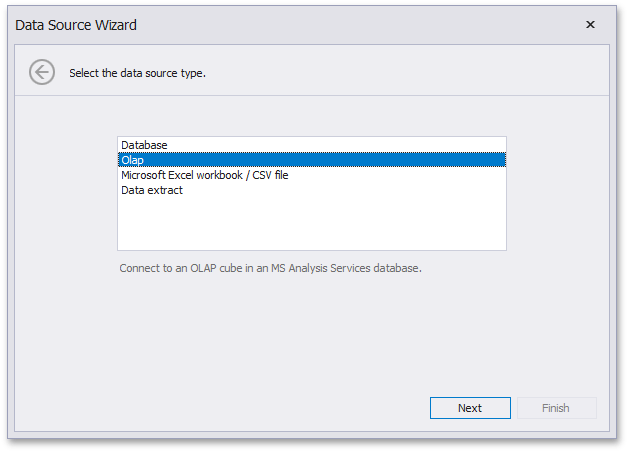 Data Source Wizard
Select the data source type.
Database
Olap
Microsoft Excel workbook / CSV file
Data extract
Connect to an OLAP cube in an MS Analysis Services database.
Next
Finish